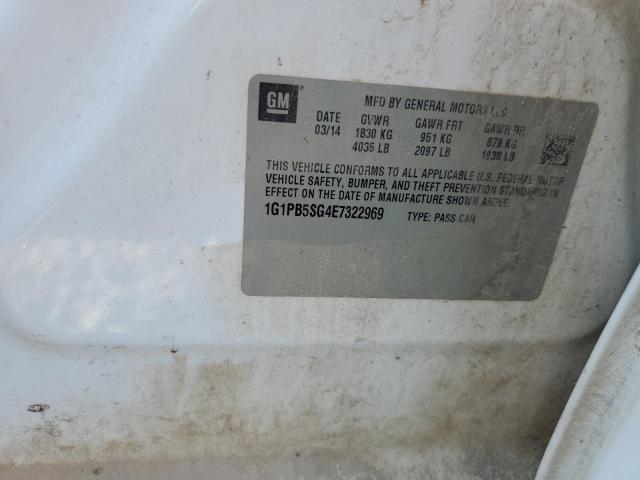 GM
MFD BY GENERAL MOTORS LLC
DATE GVWR GAWR FRT GAWR RR
03/14 1830 KG 951 KG 879 KG
4035 LB 2097 LB 1938 LB
THIS VEHICLE CONFORMS TO ALL APPLICABLE U.S. FEDERAL MOTOR
VEHICLE SAFETY, BUMPER, AND THEFT PREVENTION STANDARDS IN
EFFECT ON THE DATE OF MANUFACTURE SHOWN ABOVE.
1G1PB5SG4E7322969 TYPE: PASS CAR